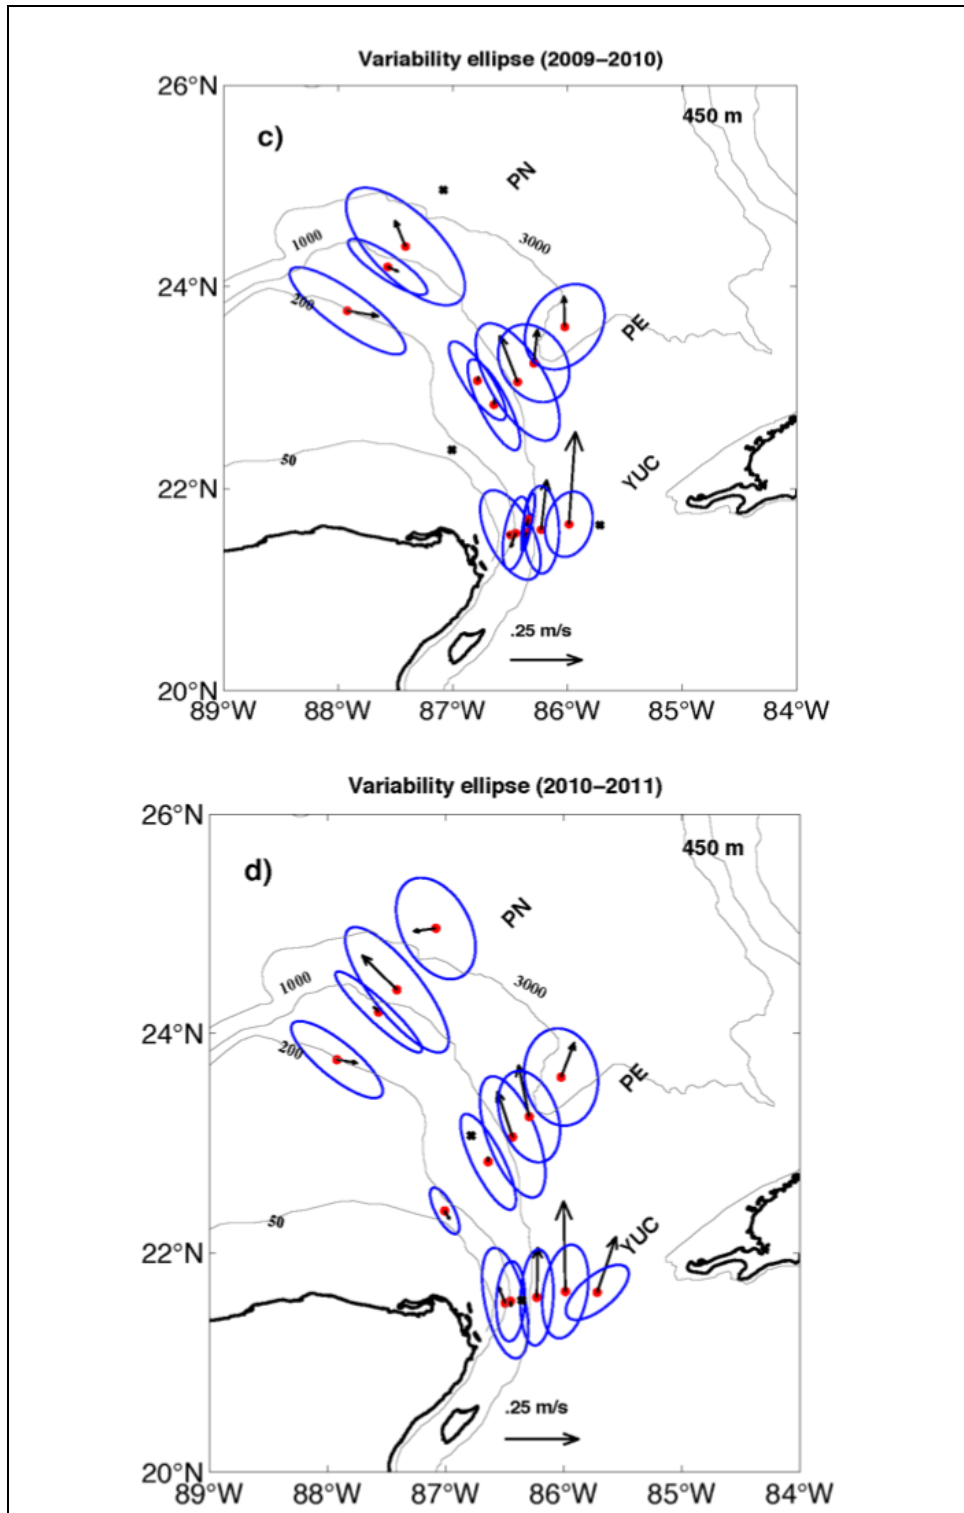 Variability ellipse (2009–2010)
26°N
450 m
c)
PN
1000
3000
24°N
200
PE
22°N
50
YUC
.25 m/s
20°N
89°W 88°W 87°W 86°W 85°W 84°W
Variability ellipse (2010–2011)
26°N
450 m
d)
PN
1000
3000
24°N
200
PE
22°N
50
YUC
.25 m/s
20°N
89°W 88°W 87°W 86°W 85°W 84°W